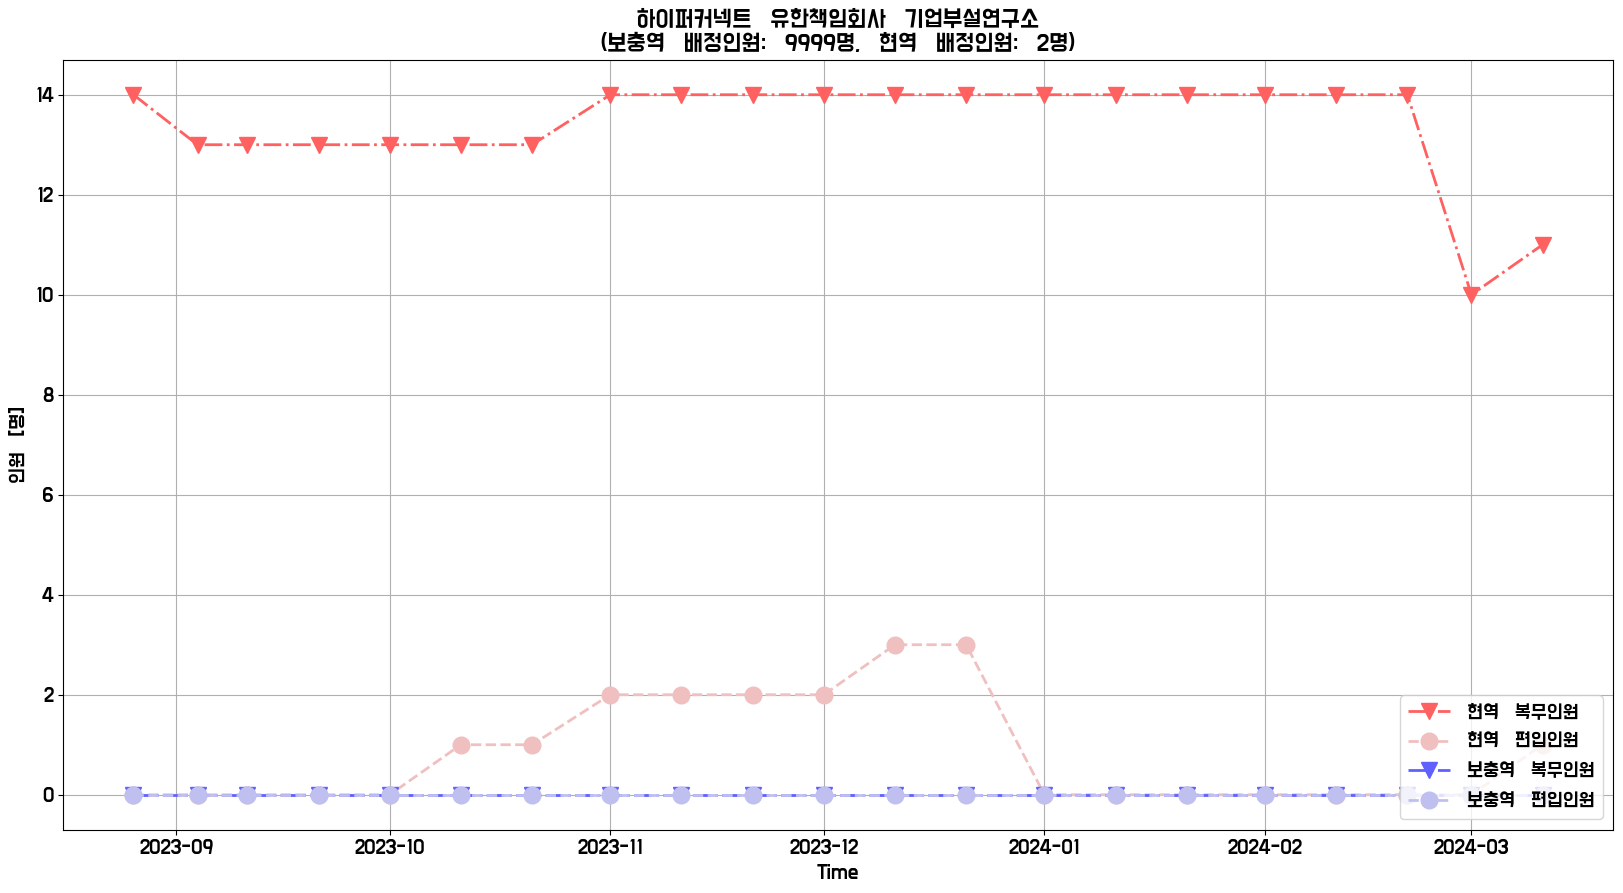 하이퍼커넥트 유한책임회사 기업부설연구소
(보충역 배정인원: 9999명, 현역 배정인원: 2명)
14
12
10
8
6
4
2
0
인원 [명]
현역 복무인원
현역 편입인원
보충역 복무인원
보충역 편입인원
2023-09
2023-10
2023-11
2023-12
2024-01
2024-02
2024-03
Time